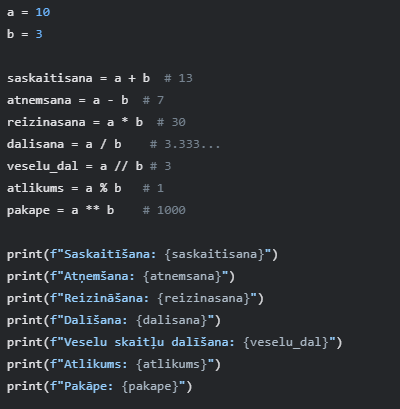 a = 10
b = 3
saskaitisana = a + b  # 13
atnemsana = a - b  # 7
reizinasana = a * b  # 30
dalisana = a / b    # 3.333...
veselu_dal = a // b # 3
atlikums = a % b   # 1
pakape = a ** b    # 1000
print(f"Saskaitīšana: {saskaitisana}")
print(f"Atņemšana: {atnemsana}")
print(f"Reizināšana: {reizinasana}")
print(f"Dalīšana: {dalisana}")
print(f"Veselu skaitļu dalīšana: {veselu_dal}")
print(f"Atlikums: {atlikums}")
print(f"Pakāpe: {pakape}")